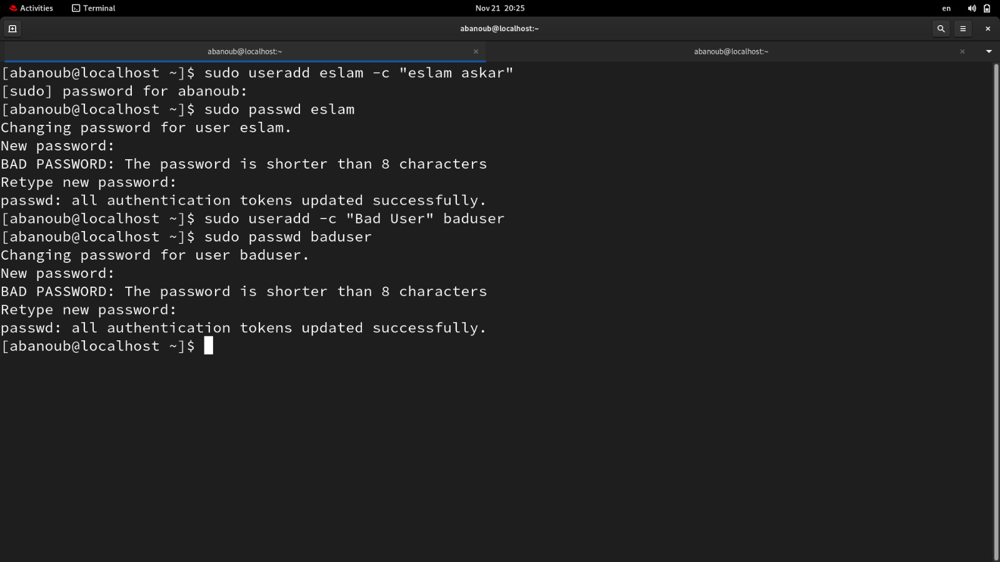 Activities Terminal Nov 21 20:25 en
abanoub@localhost:~
abanoub@localhost:~ abanoub@localhost:~
[abanoub@localhost ~]$ sudo useradd eslam -c "eslam askar"
[sudo] password for abanoub:
[abanoub@localhost ~]$ sudo passwd eslam
Changing password for user eslam.
New password:
BAD PASSWORD: The password is shorter than 8 characters
Retype new password:
passwd: all authentication tokens updated successfully.
[abanoub@localhost ~]$ sudo useradd -c "Bad User" baduser
[abanoub@localhost ~]$ sudo passwd baduser
Changing password for user baduser.
New password:
BAD PASSWORD: The password is shorter than 8 characters
Retype new password:
passwd: all authentication tokens updated successfully.
[abanoub@localhost ~]$